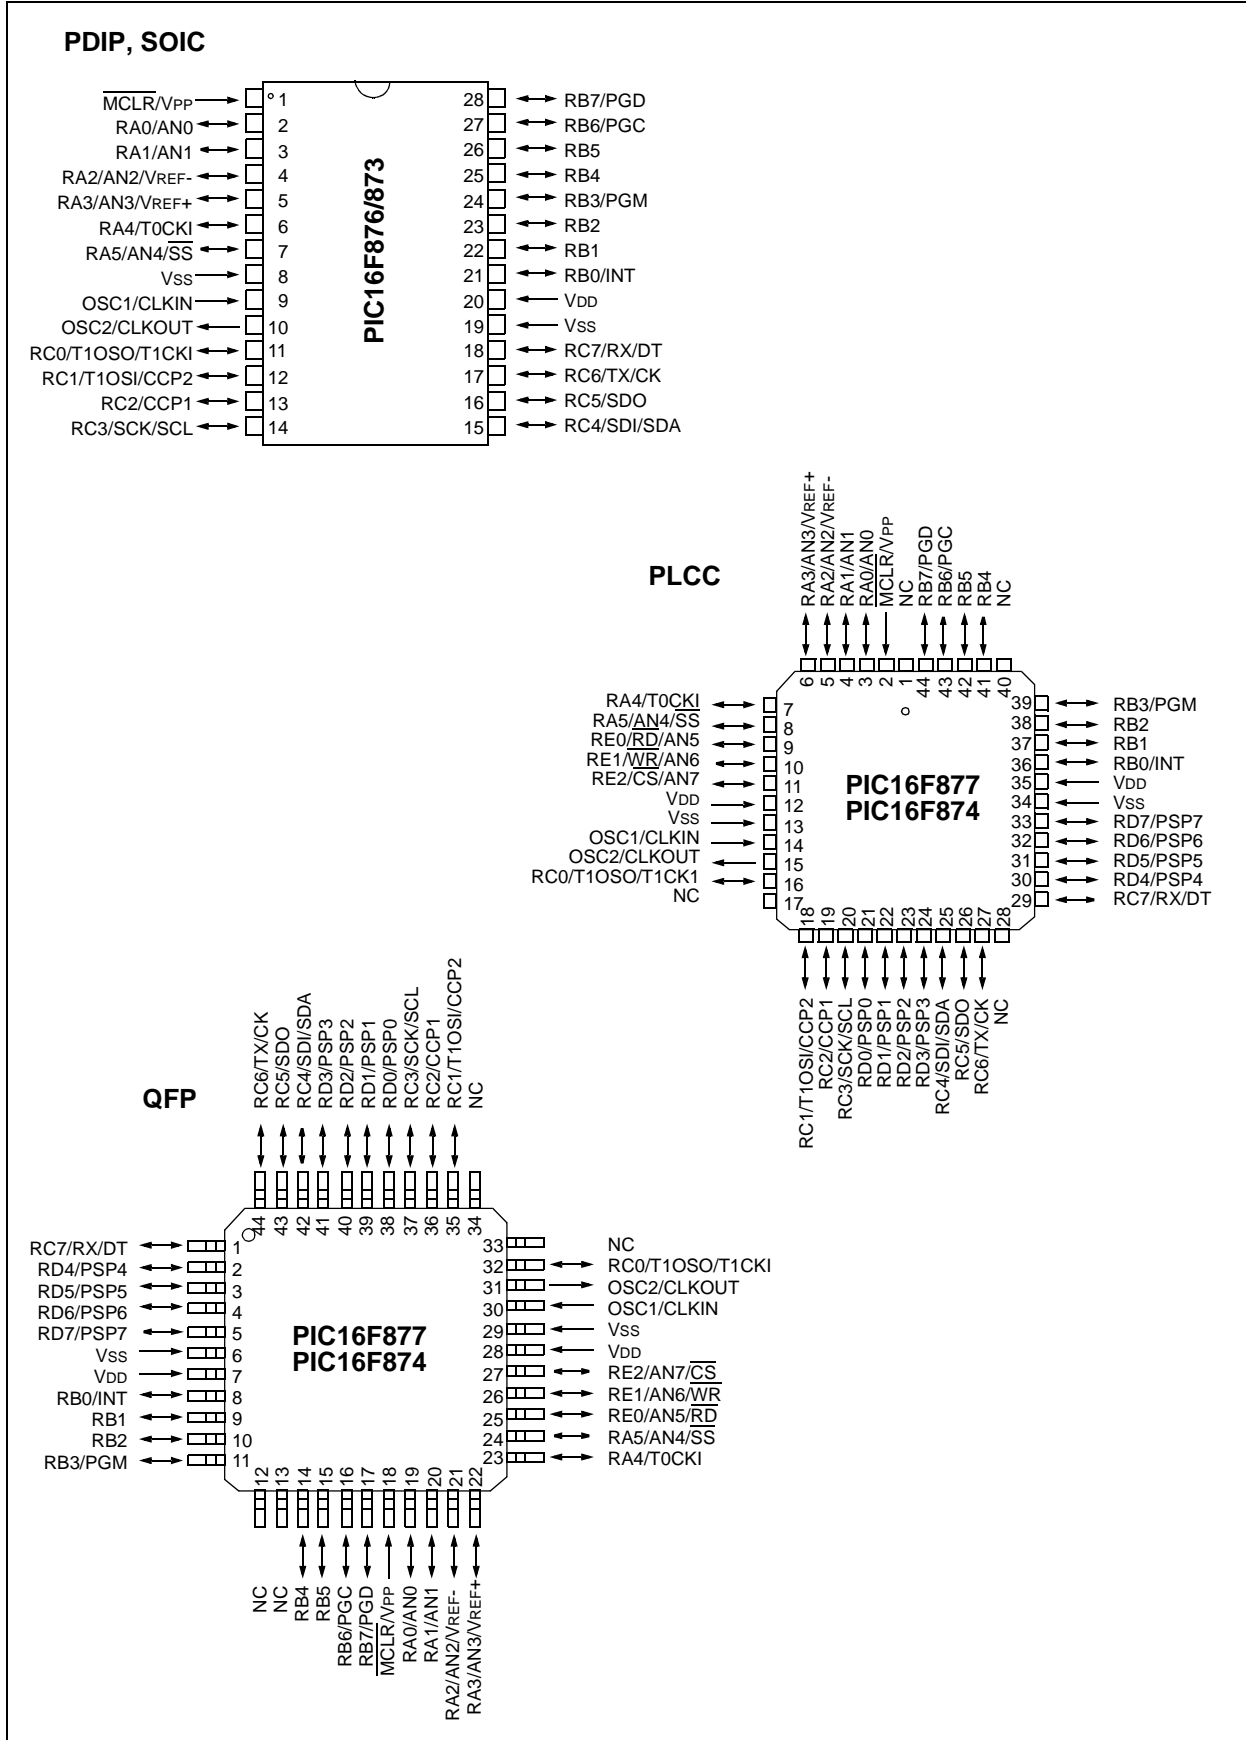 PDIP, SOIC
MCLR/VPP 1 28 RB7/PGD
RA0/AN0 2 27 RB6/PGC
RA1/AN1 3 26 RB5
RA2/AN2/VREF- 4 25 RB4
RA3/AN3/VREF+ 5 24 RB3/PGM
RA4/T0CKI 6 23 RB2
RA5/AN4/SS 7 22 RB1
VSS 8 21 RB0/INT
OSC1/CLKIN 9 20 VDD
OSC2/CLKOUT 10 19 VSS
RC0/T1OSO/T1CKI 11 18 RC7/RX/DT
RC1/T1OSI/CCP2 12 17 RC6/TX/CK
RC2/CCP1 13 16 RC5/SDO
RC3/SCK/SCL 14 15 RC4/SDI/SDA
PIC16F876/873
PLCC
RA3/AN3/VREF+
RA2/AN2/VREF-
RA1/AN1
RA0/AN0
MCLR/VPP
NC
RB7/PGD
RB6/PGC
RB5
RB4
NC
6 5 4 3 2 1 44 43 42 41 40
RA4/T0CKI 7 39 RB3/PGM
RA5/AN4/SS 8 38 RB2
RE0/RD/AN5 9 37 RB1
RE1/WR/AN6 10 36 RB0/INT
RE2/CS/AN7 11 35 VDD
VDD 12 34 VSS
VSS 13 33 RD7/PSP7
OSC1/CLKIN 14 32 RD6/PSP6
OSC2/CLKOUT 15 31 RD5/PSP5
RC0/T1OSO/T1CK1 16 30 RD4/PSP4
NC 17 29 RC7/RX/DT
PIC16F877
PIC16F874
18 19 20 21 22 23 24 25 26 27 28
RC1/T1OSI/CCP2
RC2/CCP1
RC3/SCK/SCL
RD0/PSP0
RD1/PSP1
RD2/PSP2
RD3/PSP3
RC4/SDI/SDA
RC5/SDO
RC6/TX/CK
NC
QFP
RC6/TX/CK
RC5/SDO
RC4/SDI/SDA
RD3/PSP3
RD2/PSP2
RD1/PSP1
RD0/PSP0
RC3/SCK/SCL
RC2/CCP1
RC1/T1OSI/CCP2
NC
44 43 42 41 40 39 38 37 36 35 34
RC7/RX/DT 1 33 NC
RD4/PSP4 2 32 RC0/T1OSO/T1CKI
RD5/PSP5 3 31 OSC2/CLKOUT
RD6/PSP6 4 30 OSC1/CLKIN
RD7/PSP7 5 29 VSS
VSS 6 28 VDD
VDD 7 27 RE2/AN7/CS
RB0/INT 8 26 RE1/AN6/WR
RB1 9 25 RE0/AN5/RD
RB2 10 24 RA5/AN4/SS
RB3/PGM 11 23 RA4/T0CKI
PIC16F877
PIC16F874
12 13 14 15 16 17 18 19 20 21 22
NC
NC
RB4
RB5
RB6/PGC
RB7/PGD
MCLR/VPP
RA0/AN0
RA1/AN1
RA2/AN2/VREF-
RA3/AN3/VREF+